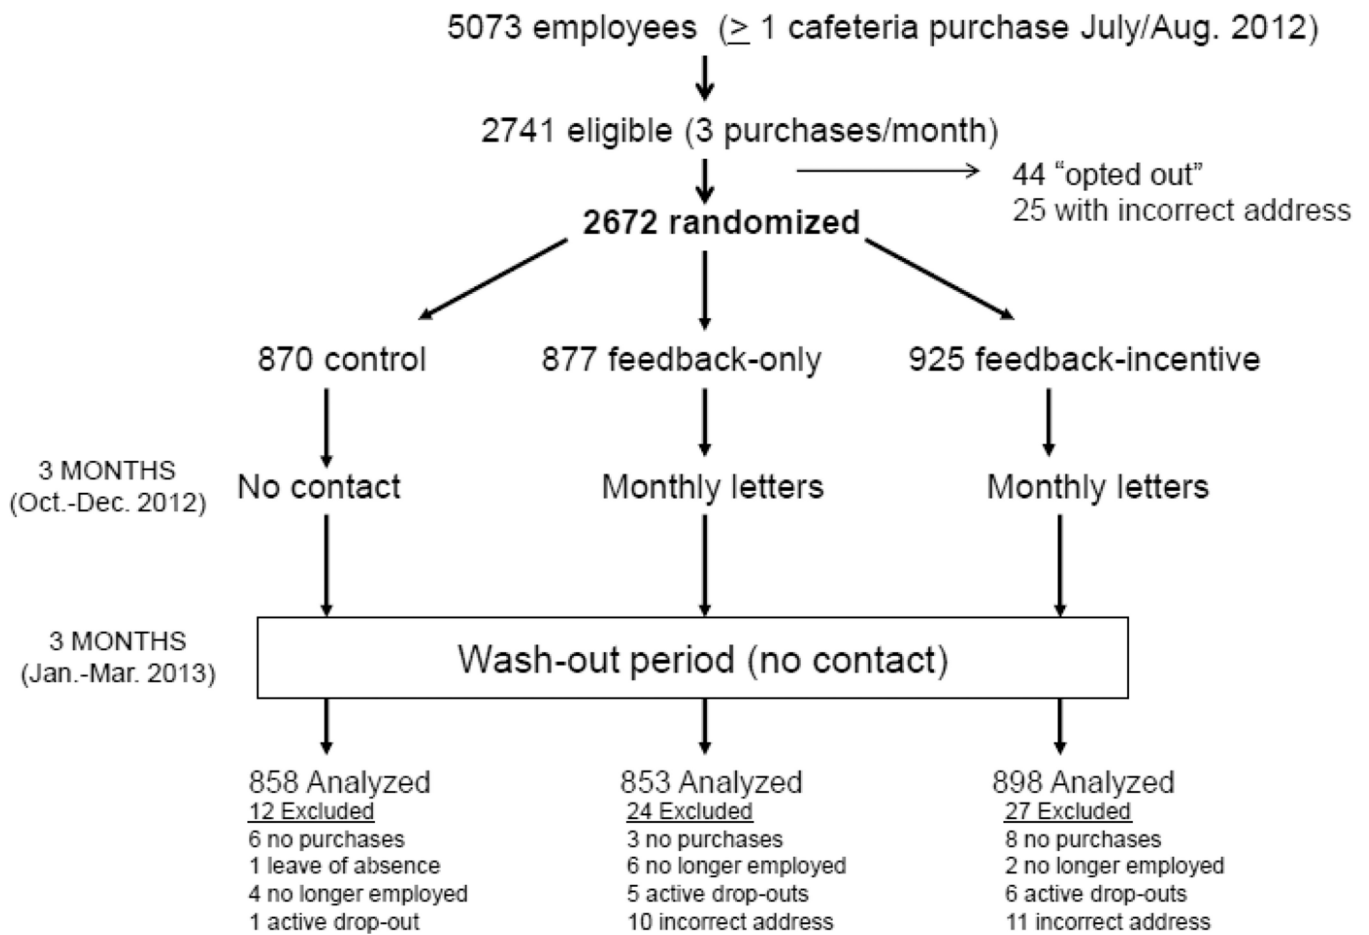 5073 employees (≥ 1 cafeteria purchase July/Aug. 2012)
2741 eligible (3 purchases/month)
44 “opted out”
25 with incorrect address
2672 randomized
870 control
877 feedback-only
925 feedback-incentive
3 MONTHS
(Oct.-Dec. 2012)
No contact
Monthly letters
Monthly letters
3 MONTHS
(Jan.-Mar. 2013)
Wash-out period (no contact)
858 Analyzed
12 Excluded
6 no purchases
1 leave of absence
4 no longer employed
1 active drop-out
853 Analyzed
24 Excluded
3 no purchases
6 no longer employed
5 active drop-outs
10 incorrect address
898 Analyzed
27 Excluded
8 no purchases
2 no longer employed
6 active drop-outs
11 incorrect address